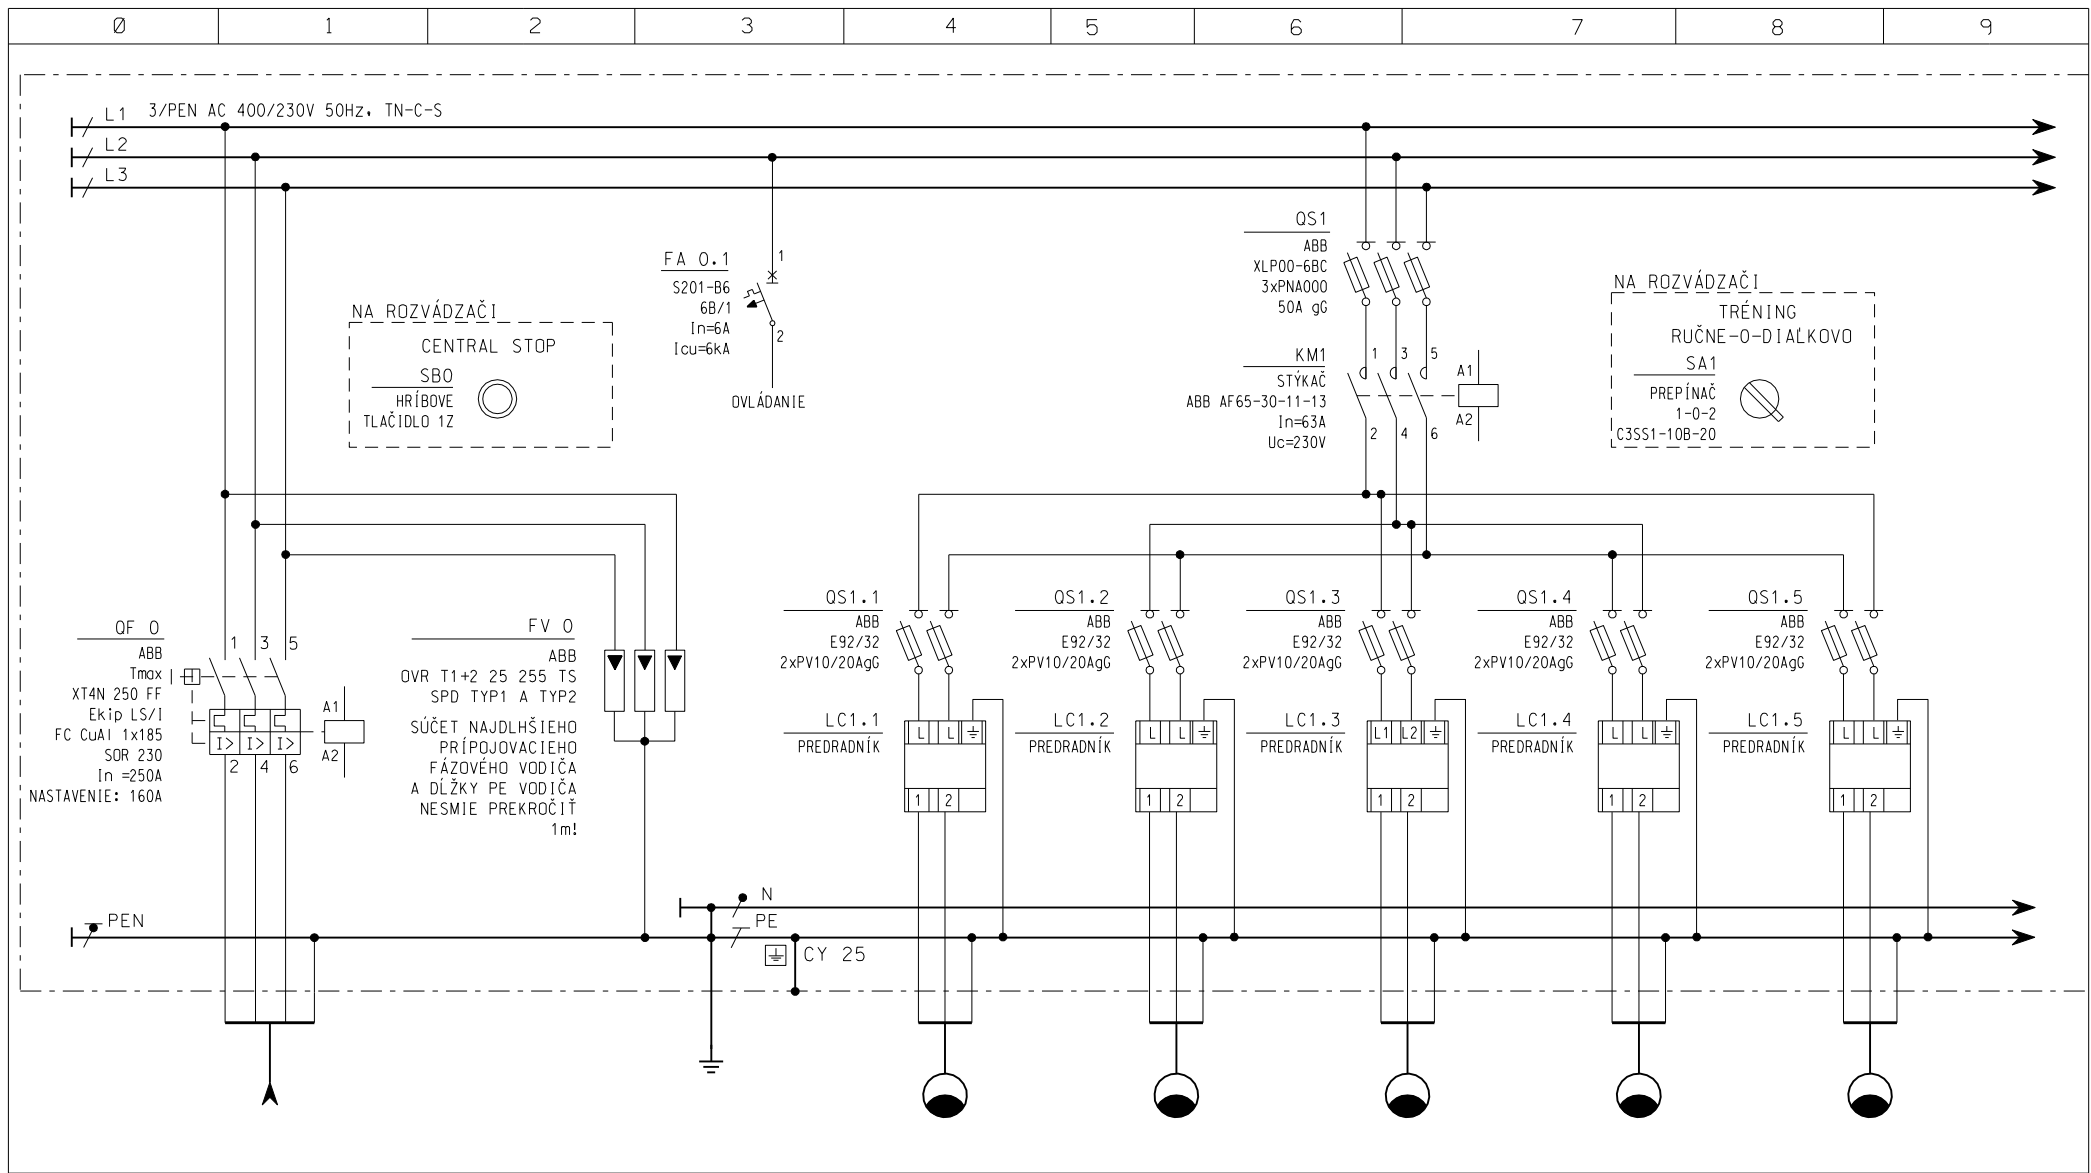 Ø 1 2 3 4 5 6 7 8 9
L1 3/PEN AC 400/230V 50Hz. TN-C-S
L2
L3
NA ROZVÁDZAČI
CENTRAL STOP
SB0
HRÍBOVE
TLAČIDLO 1Z
FA 0.1
S201-B6
6B/1
In=6A
Icu=6kA
1
2
OVLÁDANIE
QS1
ABB
XLP00-6BC
3xPNA000
50A gG
KM1
STÝKAČ
ABB AF65-30-11-13
In=63A
Uc=230V
1 3 5
2 4 6
A1
A2
NA ROZVÁDZAČI
TRÉNING
RUČNE-0-DIAĽKOVO
SA1
PREPÍNAČ
1-0-2
C3SS1-10B-20
QF 0
ABB
Tmax
XT4N 250 FF
Ekip LS/I
FC CuAl 1x185
SOR 230
In =250A
NASTAVENIE: 160A
1 3 5
I> I> I>
2 4 6
A1
A2
FV 0
ABB
OVR T1+2 25 255 TS
SPD TYP1 A TYP2
SÚČET NAJDLHŠIEHO
PRÍPOJOVACIEHO
FÁZOVÉHO VODIČA
A DĹŽKY PE VODIČA
NESMIE PREKROČIŤ
1m!
QS1.1
ABB
E92/32
2xPV10/20AgG
LC1.1
PREDRADNÍK
L L
1 2
QS1.2
ABB
E92/32
2xPV10/20AgG
LC1.2
PREDRADNÍK
L L
1 2
QS1.3
ABB
E92/32
2xPV10/20AgG
LC1.3
PREDRADNÍK
L1 L2
1 2
QS1.4
ABB
E92/32
2xPV10/20AgG
LC1.4
PREDRADNÍK
L L
1 2
QS1.5
ABB
E92/32
2xPV10/20AgG
LC1.5
PREDRADNÍK
L L
1 2
N
PEN
PE
CY 25